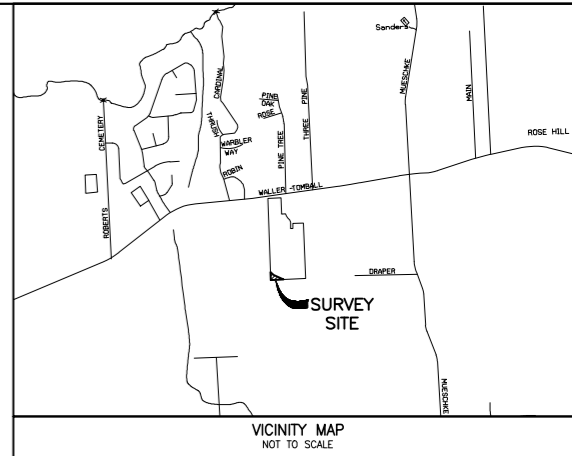 Sanders
CARDINAL
MUESCHKE
MAIN
PINE
OAK
ROSE
THREE PINE
THRUSH
CEMETERY
WARBLER
WAY
PINE TREE
ROSE HILL
ROBIN
WALLER-TOMBALL
ROBERTS
DRAPER
SURVEY
SITE
MUESCHKE
VICINITY MAP
NOT TO SCALE